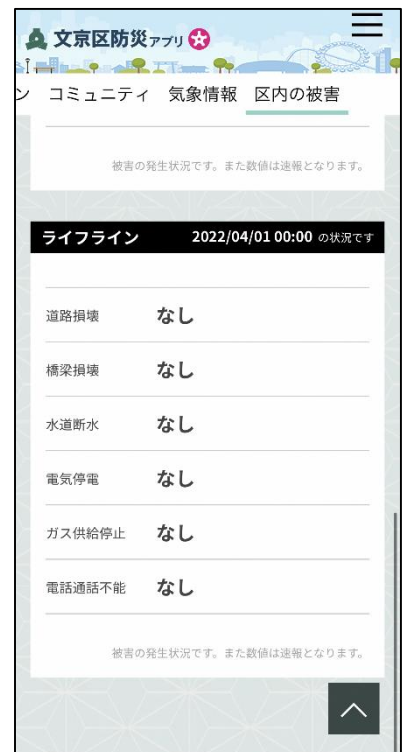 文京区防災アプリ
ン コミュニティ 気象情報 区内の被害
被害の発生状況です。また数値は速報となります。
ライフライン 2022/04/01 00:00 の状況です
道路損壊 なし
橋梁損壊 なし
水道断水 なし
電気停電 なし
ガス供給停止 なし
電話通話不能 なし
被害の発生状況です。また数値は速報となります。